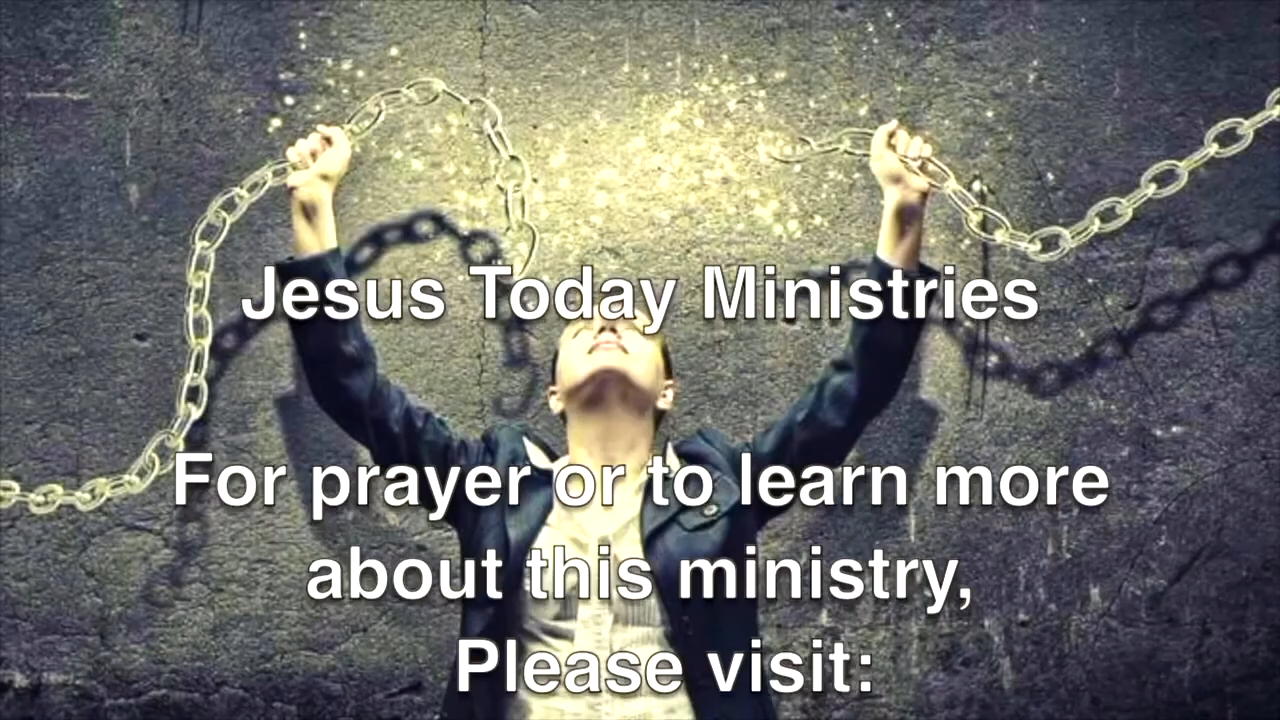 Jesus Today Ministries
For prayer or to learn more
about this ministry,
Please visit: